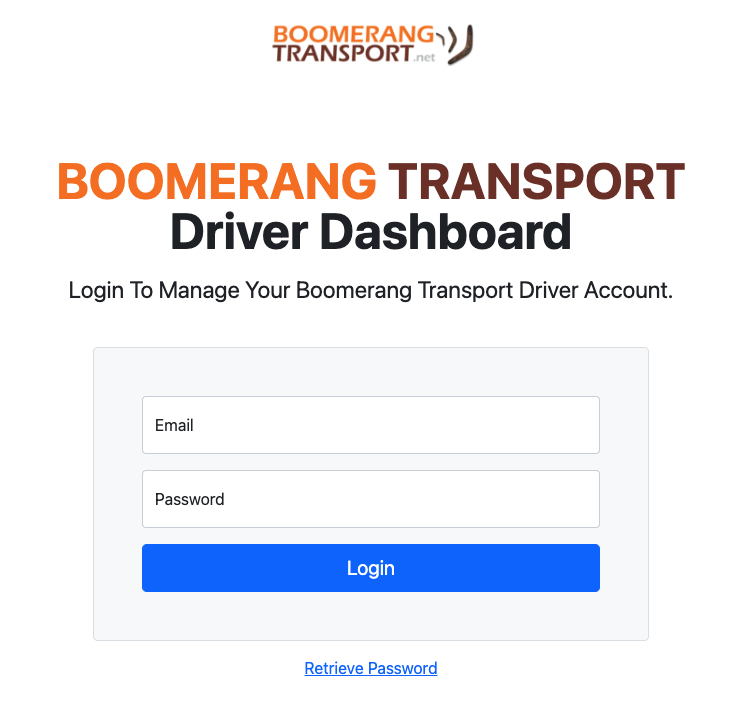 BOOMERANG
TRANSPORT.net
BOOMERANG TRANSPORT
Driver Dashboard
Login To Manage Your Boomerang Transport Driver Account.
Email
Password
Login
Retrieve Password